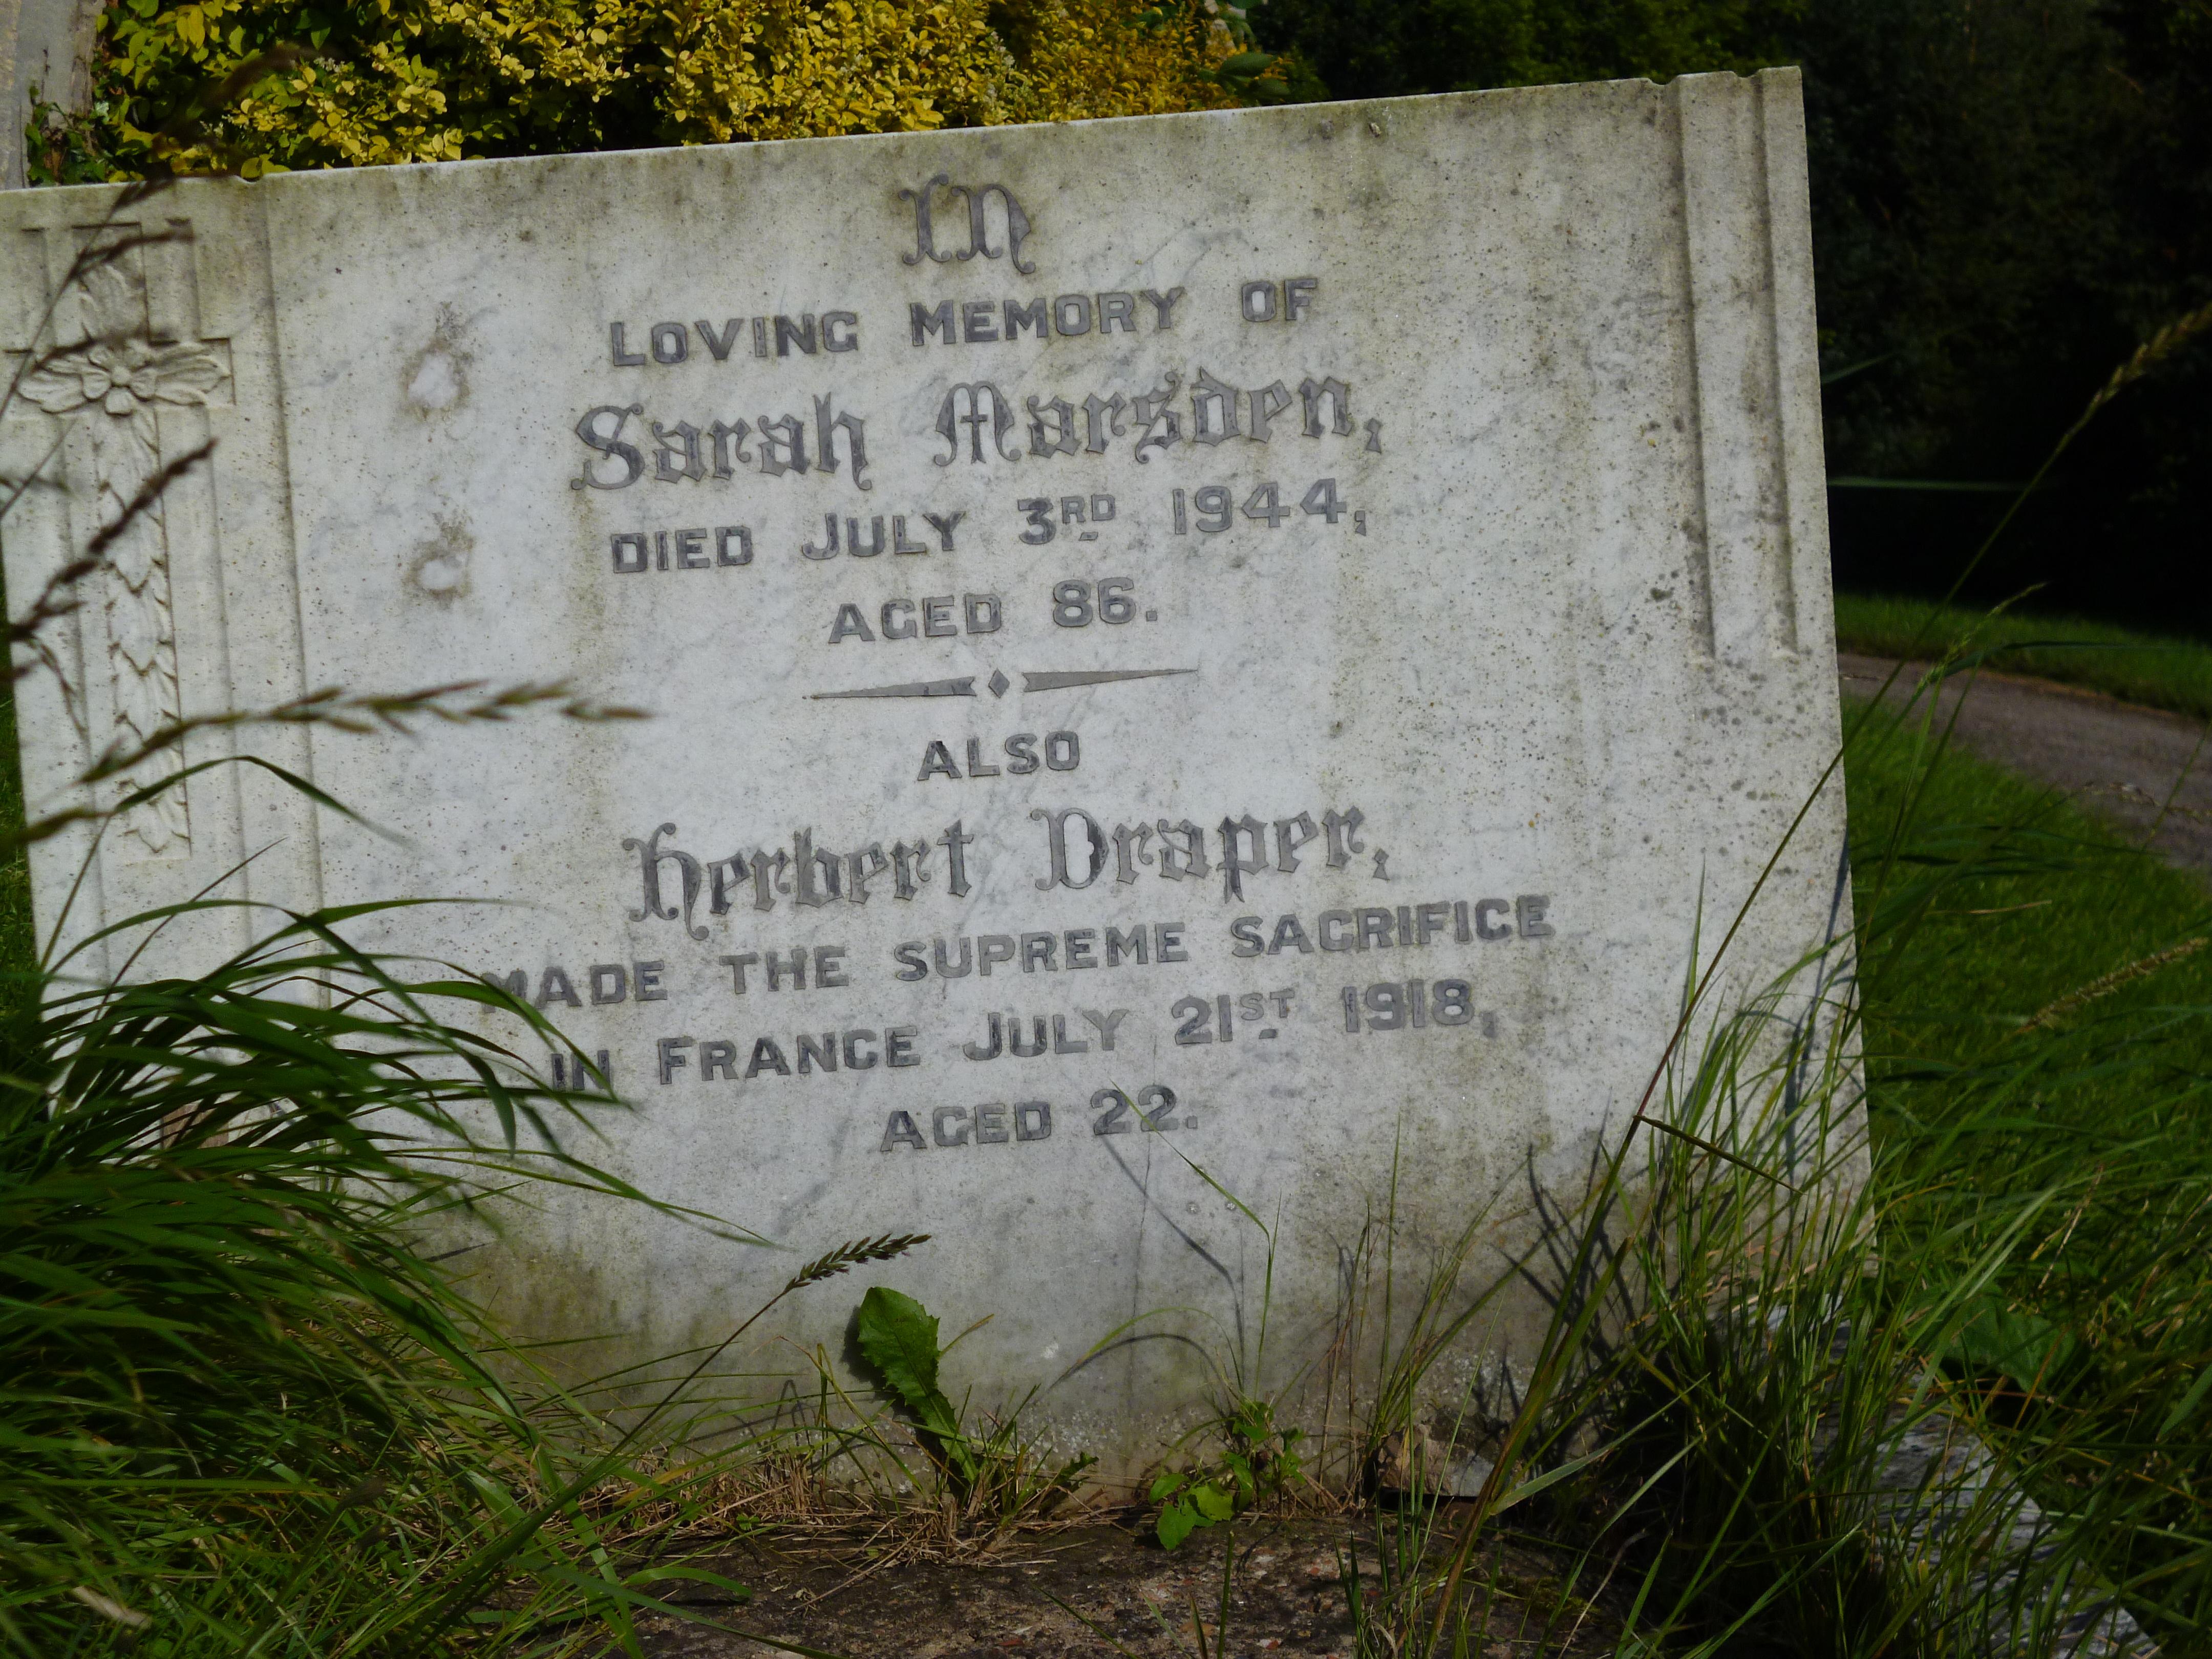 In
LOVING MEMORY OF
Sarah Marsden,
DIED JULY 3RD 1944,
AGED 86.
ALSO
Herbert Draper,
MADE THE SUPREME SACRIFICE
IN FRANCE JULY 21ST 1918,
AGED 22.